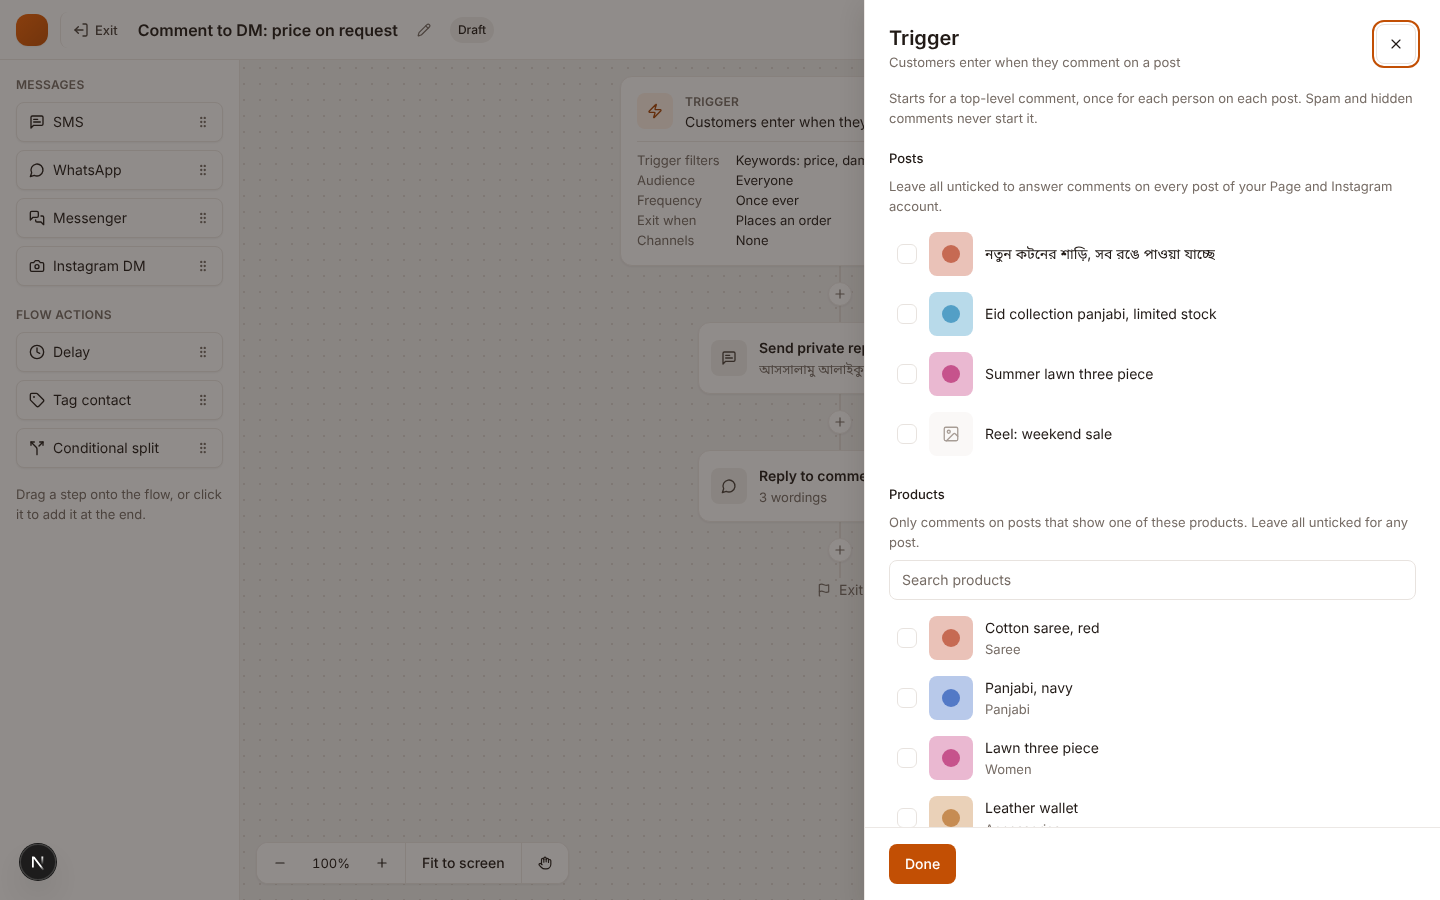 Exit
Comment to DM: price on request
Draft
MESSAGES
SMS
WhatsApp
Messenger
Instagram DM
FLOW ACTIONS
Delay
Tag contact
Conditional split
Drag a step onto the flow, or click
it to add it at the end.
TRIGGER
Customers enter when they
Trigger filters Keywords: price, dam
Audience Everyone
Frequency Once ever
Exit when Places an order
Channels None
Send private rep
আসসালামু আলাইকু
Reply to comme
3 wordings
Exit
100%
Fit to screen
N
Trigger
Customers enter when they comment on a post
Starts for a top-level comment, once for each person on each post. Spam and hidden
comments never start it.
Posts
Leave all unticked to answer comments on every post of your Page and Instagram
account.
নতুন কটনের শাড়ি, সব রঙে পাওয়া যাচ্ছে
Eid collection panjabi, limited stock
Summer lawn three piece
Reel: weekend sale
Products
Only comments on posts that show one of these products. Leave all unticked for any
post.
Search products
Cotton saree, red
Saree
Panjabi, navy
Panjabi
Lawn three piece
Women
Leather wallet
Done